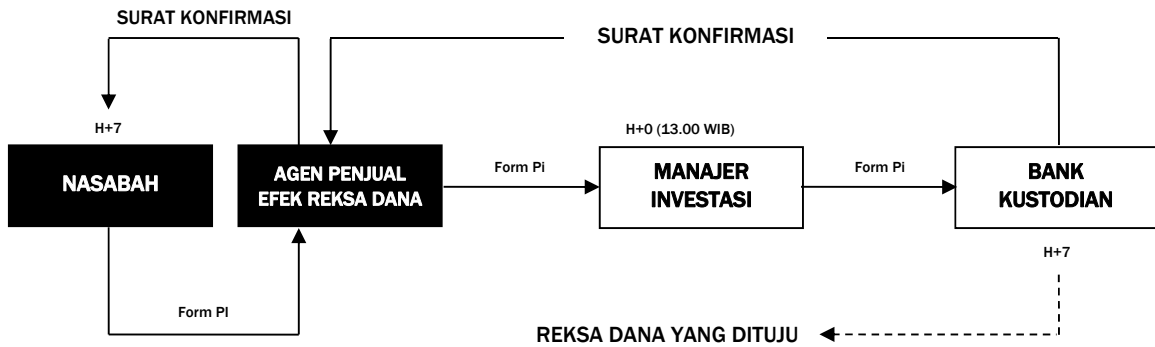 SURAT KONFIRMASI
SURAT KONFIRMASI
H+7
H+0 (13.00 WIB)
NASABAH
AGEN PENJUAL
EFEK REKSA DANA
Form Pi
MANAJER
INVESTASI
Form Pi
BANK
KUSTODIAN
H+7
Form PI
REKSA DANA YANG DITUJU